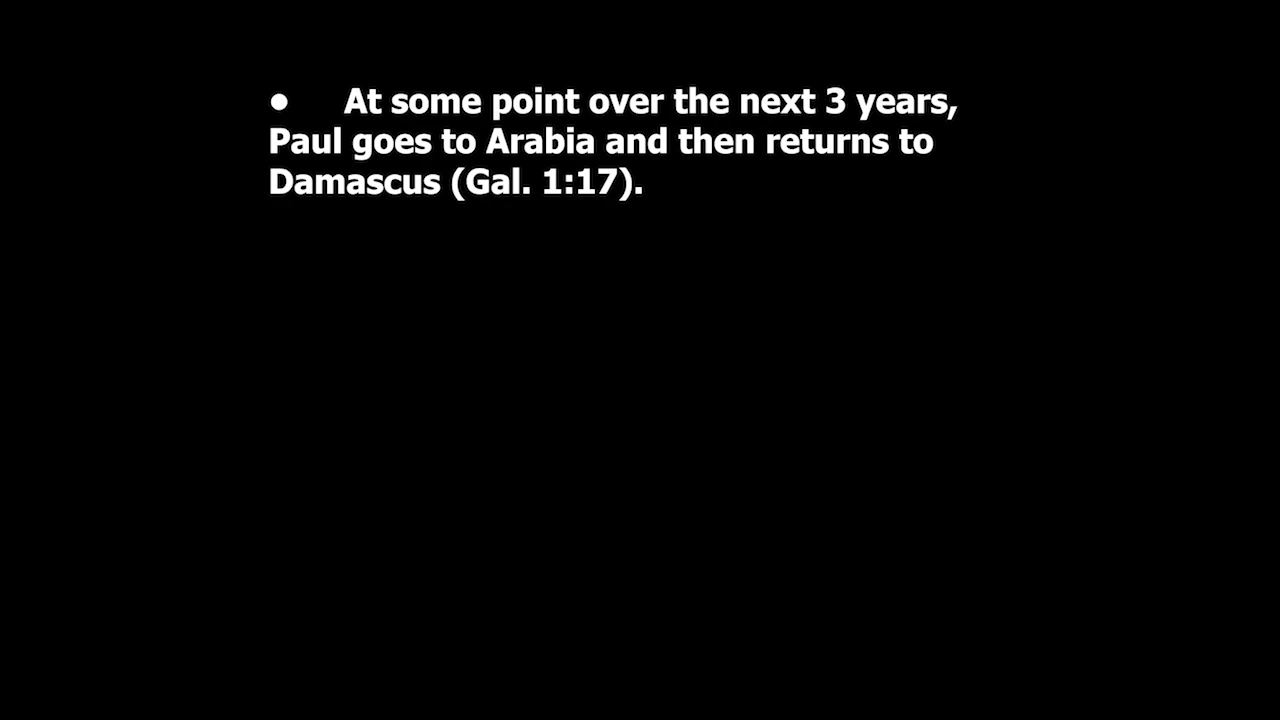 ● At some point over the next 3 years,
Paul goes to Arabia and then returns to
Damascus (Gal. 1:17).